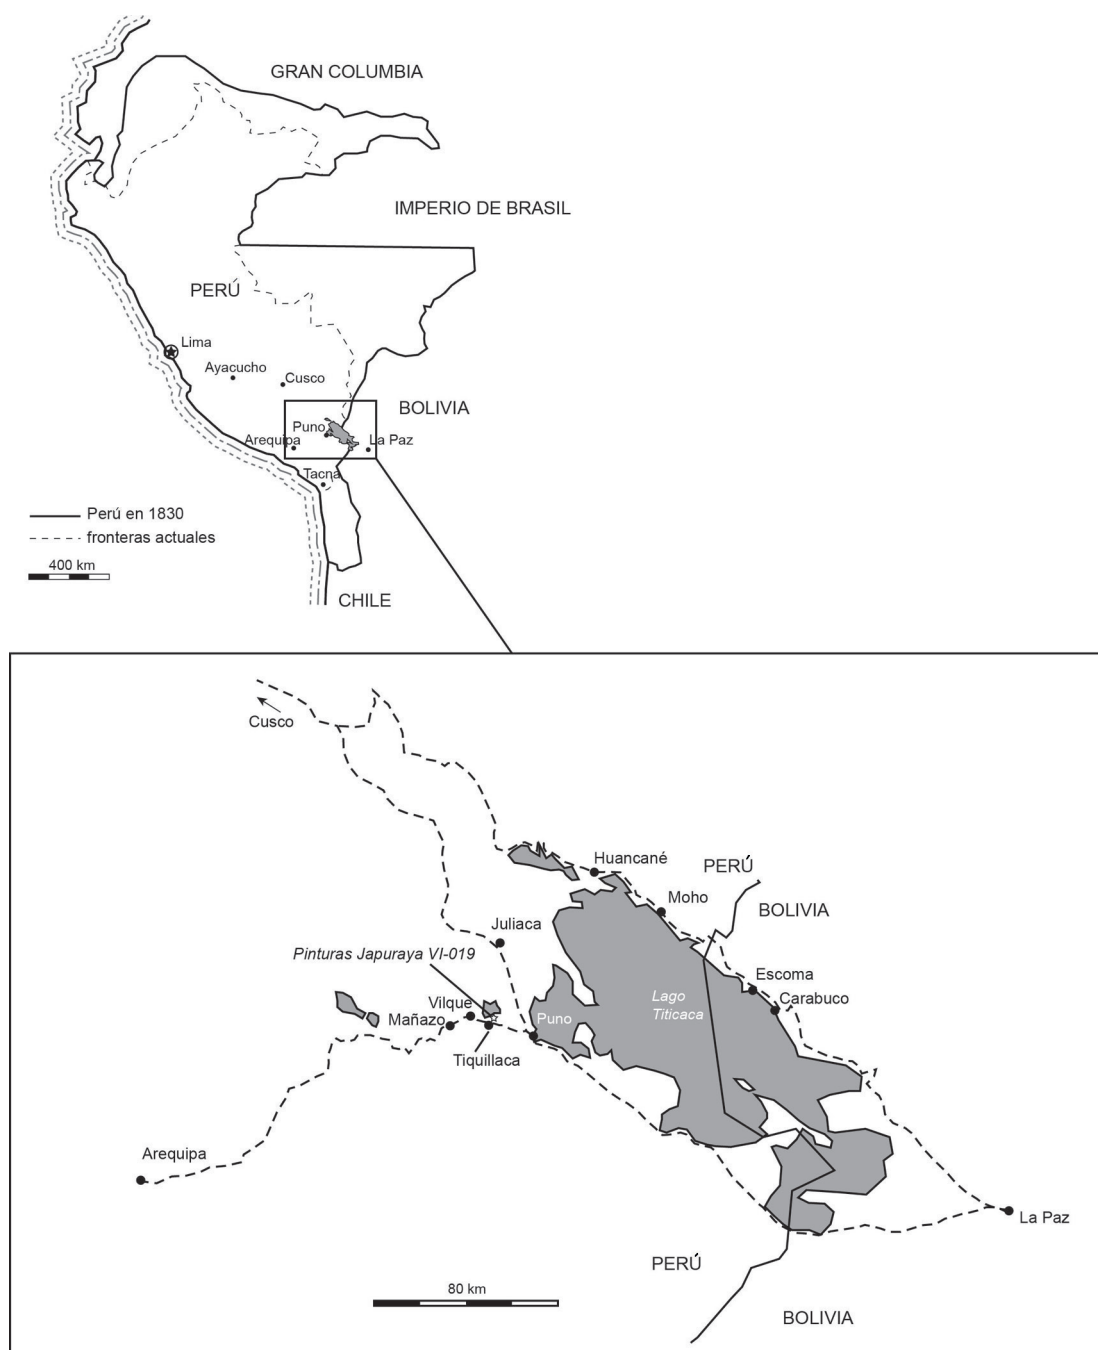 GRAN COLUMBIA
IMPERIO DE BRASIL
PERÚ
Lima
Ayacucho
Cusco
BOLIVIA
Puno
Arequipa
La Paz
Tacna
Perú en 1830
fronteras actuales
400 km
CHILE
Cusco
Huancané
PERÚ
Moho
BOLIVIA
Juliaca
Pinturas Japuraya VI-019
Escoma
Lago
Titicaca
Carabuco
Vilque
Mañazo
Puno
Tiquillaca
Arequipa
La Paz
PERÚ
80 km
BOLIVIA